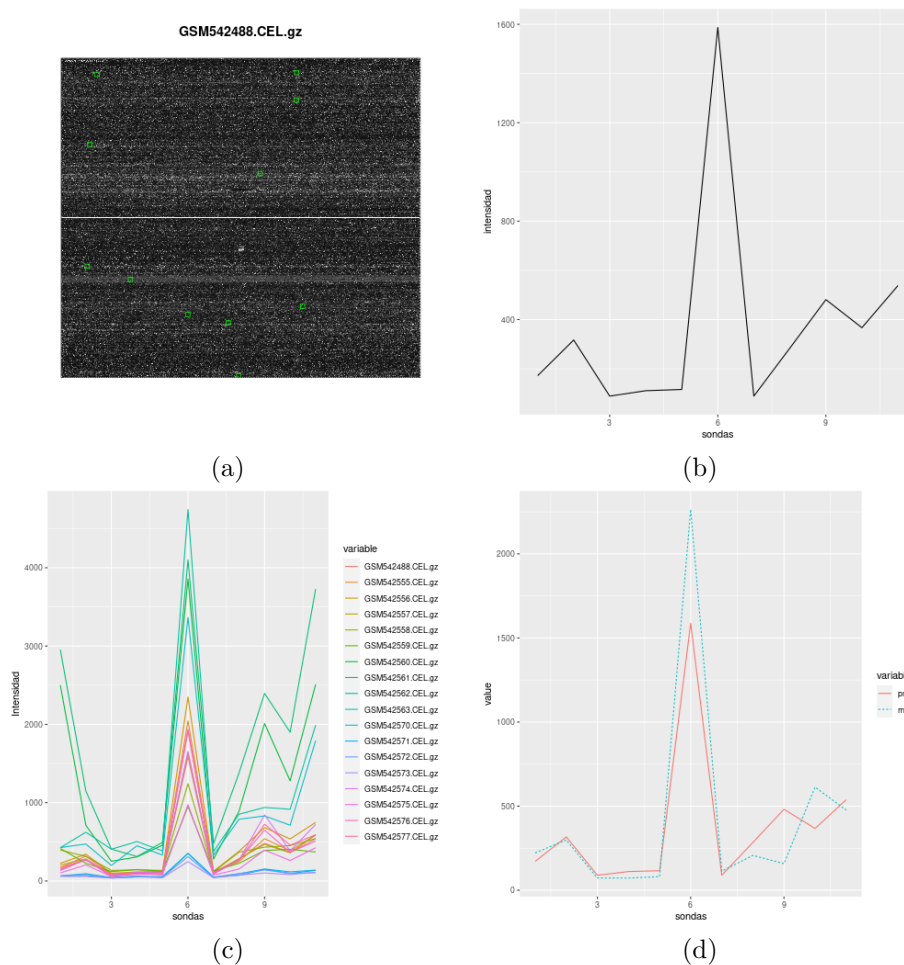 GSM542488.CEL.gz
1600
1200
800
400
intensidad
3
6
9
sondas
(a)
(b)
4000
3000
2000
1000
0
Intensidad
3
6
9
sondas
variable
GSM542488.CEL.gz
GSM542555.CEL.gz
GSM542556.CEL.gz
GSM542557.CEL.gz
GSM542558.CEL.gz
GSM542559.CEL.gz
GSM542560.CEL.gz
GSM542561.CEL.gz
GSM542562.CEL.gz
GSM542563.CEL.gz
GSM542570.CEL.gz
GSM542571.CEL.gz
GSM542572.CEL.gz
GSM542573.CEL.gz
GSM542574.CEL.gz
GSM542575.CEL.gz
GSM542576.CEL.gz
GSM542577.CEL.gz
2000
1500
1000
500
0
value
3
6
9
sondas
(c)
(d)